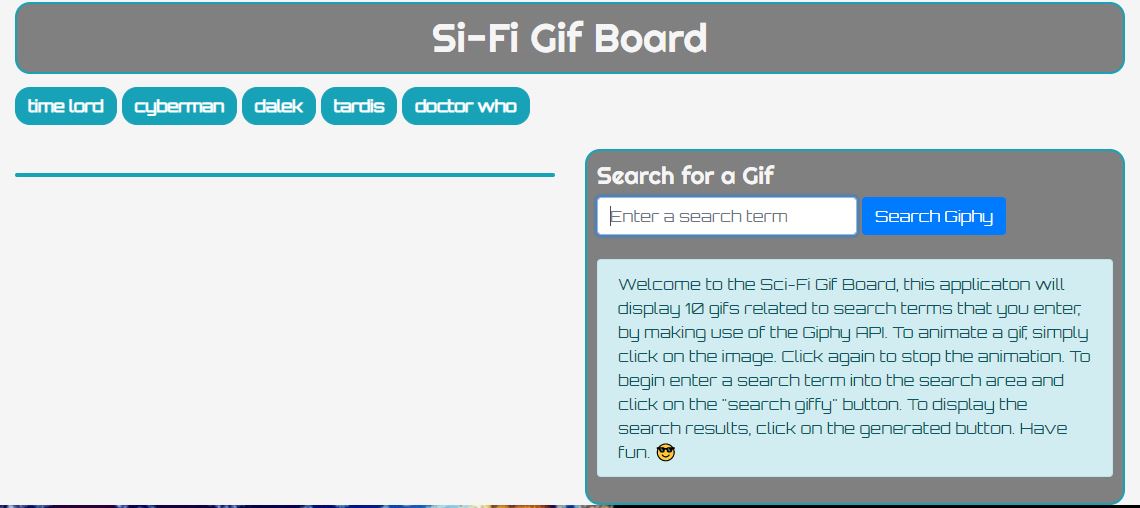 Si-Fi Gif Board
time lord cyberman dalek tardis doctor who
Search for a Gif
Enter a search term Search Giphy
Welcome to the Sci-Fi Gif Board, this applicaton will
display 10 gifs related to search terms that you enter,
by making use of the Giphy API. To animate a gif, simply
click on the image. Click again to stop the animation. To
begin enter a search term into the search area and
click on the "search giffy" button. To display the
search results, click on the generated button. Have
fun. 😎